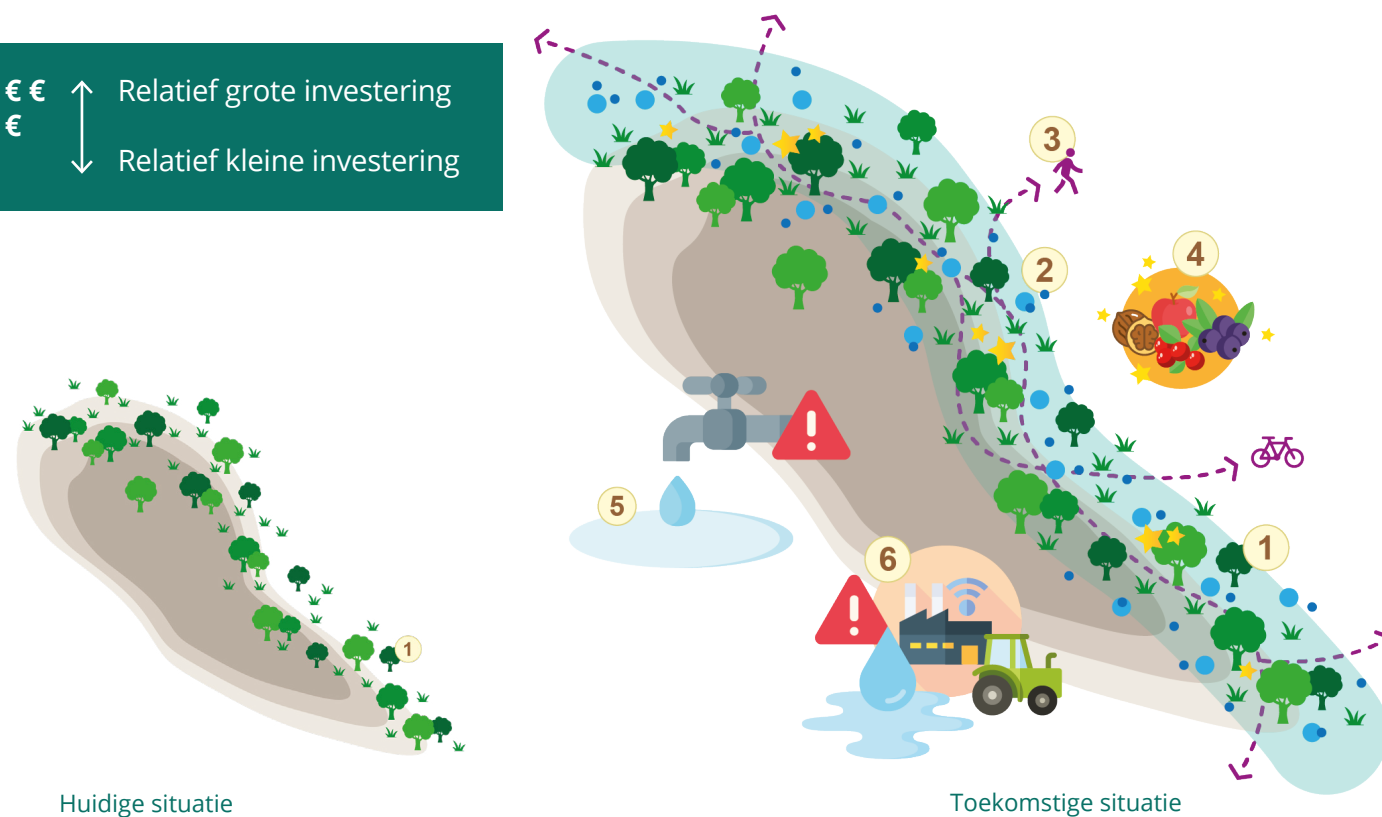 € € Relatief grote investering
€
Relatief kleine investering
3
2
4
5
6
1
1
Huidige situatie
Toekomstige situatie